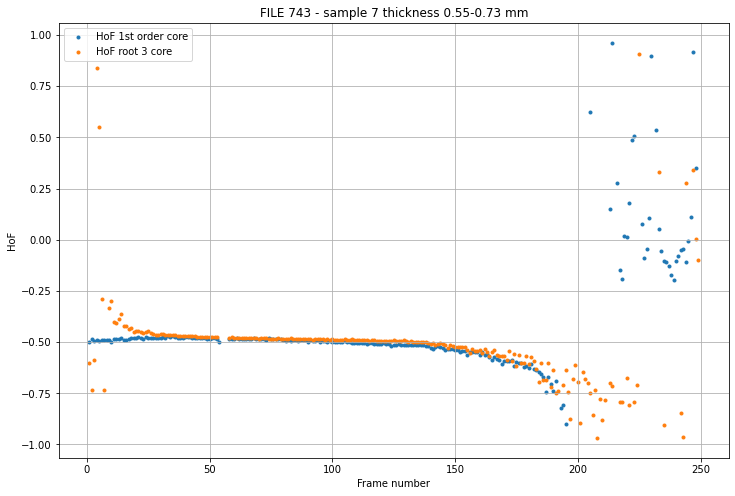 FILE 743 - sample 7 thickness 0.55-0.73 mm
HoF 1st order core
HoF root 3 core
1.00
0.75
0.50
0.25
0.00
−0.25
−0.50
−0.75
−1.00
HoF
0 50 100 150 200 250
Frame number